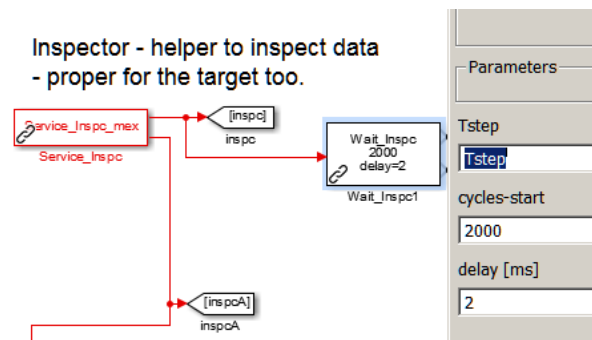 Inspector - helper to inspect data
- proper for the target too.
Service_Inspc_mex
Service_Inspc
[inspc]
inspc
Wait_Inspc
2000
delay=2
Wait_Inspc1
[inspcA]
inspcA
Parameters
Tstep
Tstep
cycles-start
2000
delay [ms]
2